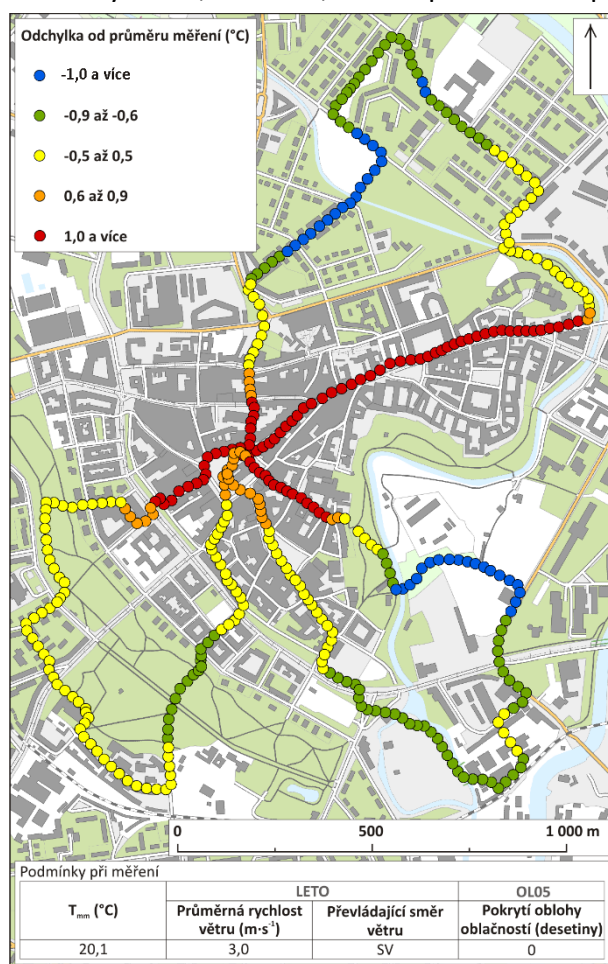 Odchylka od průměru měření (°C)
-1,0 a více
-0,9 až -0,6
-0,5 až 0,5
0,6 až 0,9
1,0 a více
0 500 1 000 m
Podmínky při měření
LETO OL05
Tmm (°C) Průměrná rychlost větru (m·s-1) Převládající směr větru Pokrytí oblohy oblačností (desetiny)
20,1 3,0 SV 0